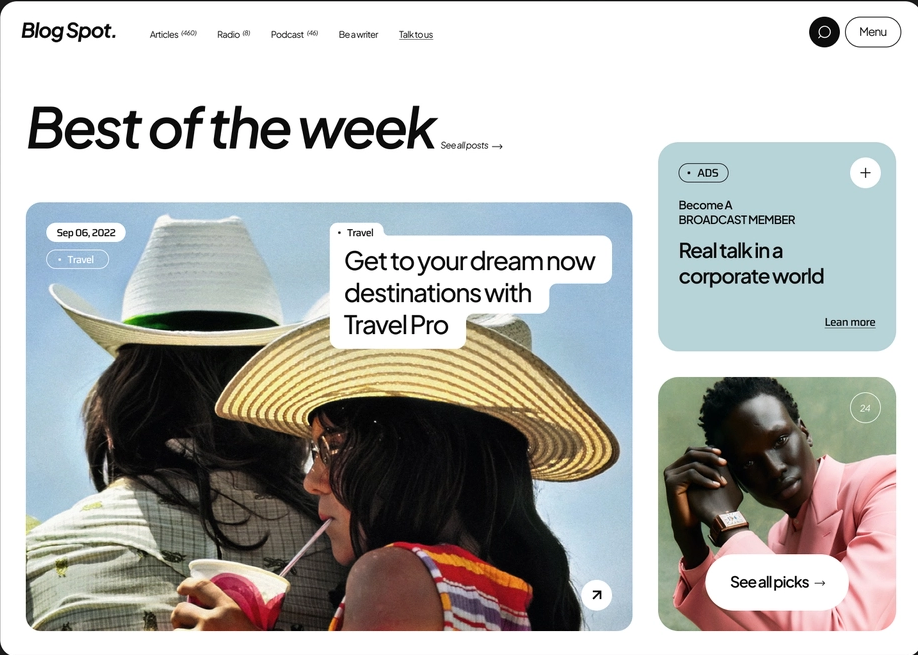 Blog Spot.
Articles (460) Radio (8) Podcast (46) Be a writer Talk to us
Menu
Best of the week See all posts →
Sep 06, 2022
Travel
Travel
Get to your dream now
destinations with
Travel Pro
ADS
Become A
BROADCAST MEMBER
Real talk in a
corporate world
Lean more
24
See all picks →